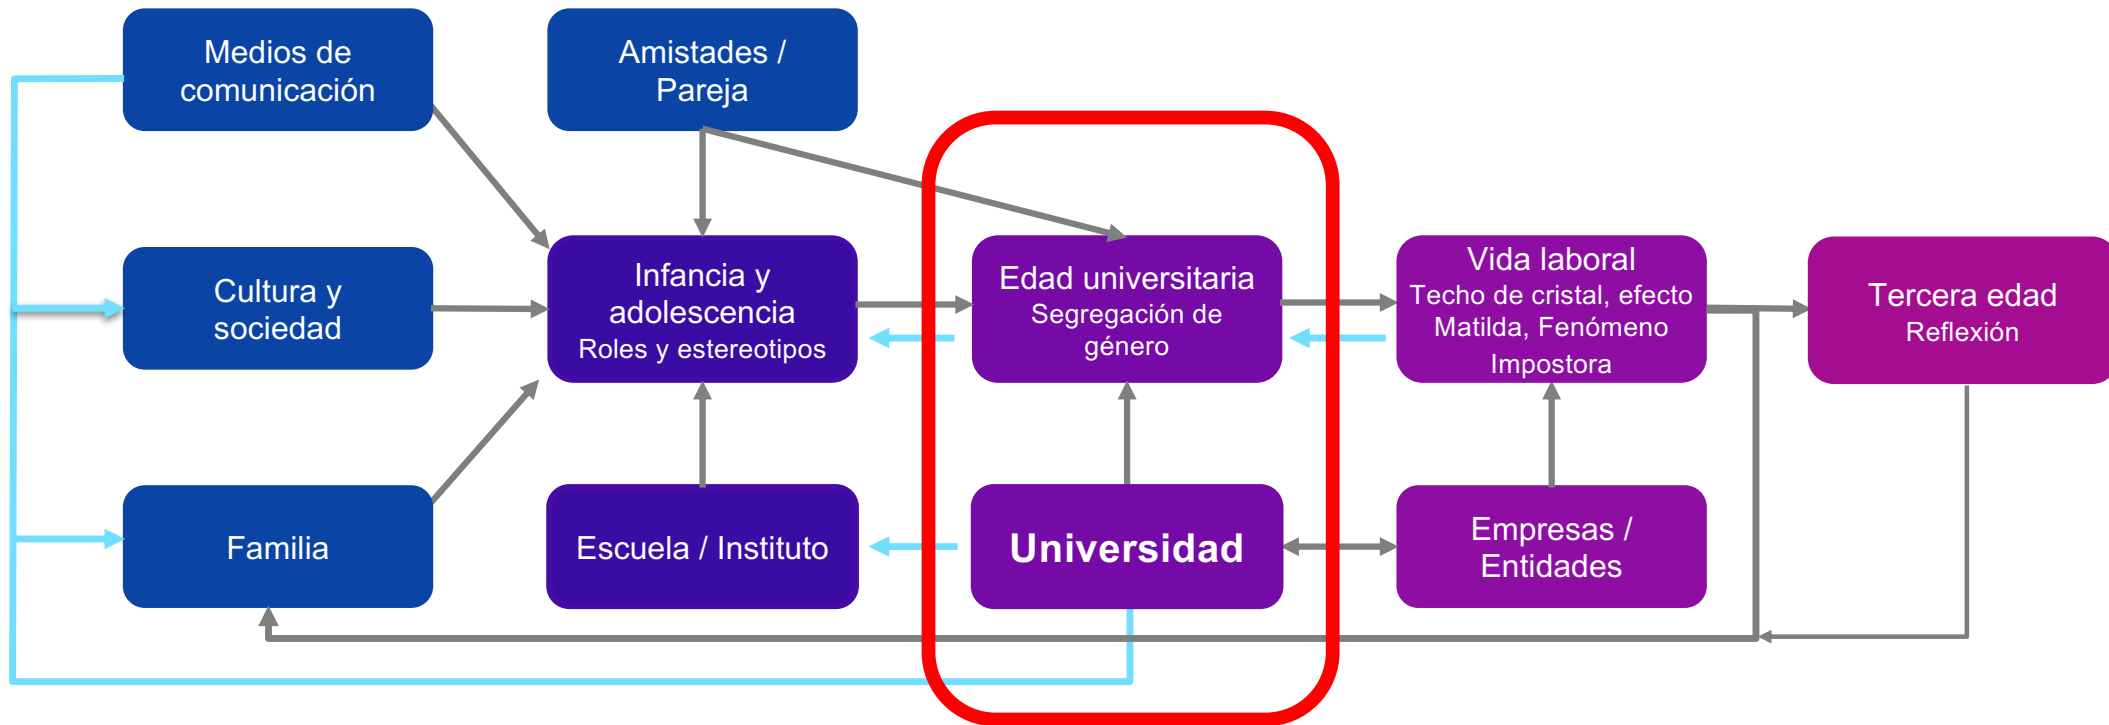 Medios de
comunicación
Amistades /
Pareja
Cultura y
sociedad
Infancia y
adolescencia
Roles y estereotipos
Edad universitaria
Segregación de
género
Vida laboral
Techo de cristal, efecto
Matilda, Fenómeno
Impostora
Tercera edad
Reflexión
Familia
Escuela / Instituto
Universidad
Empresas /
Entidades